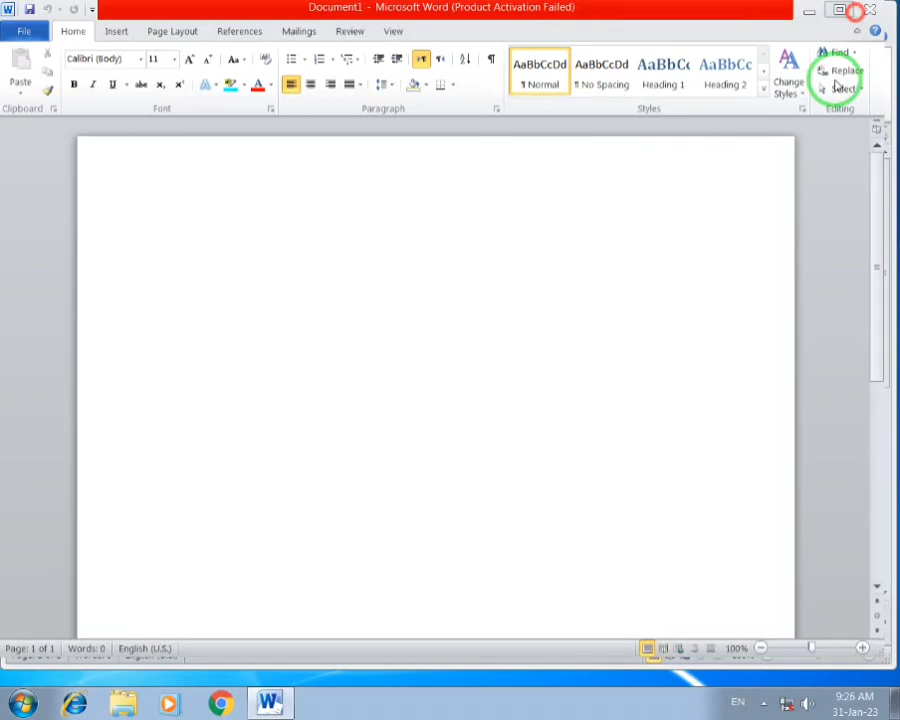 Document1 - Microsoft Word (Product Activation Failed)
File Home Insert Page Layout References Mailings Review View
Calibri (Body) 11
Paste
AaBbCcDd AaBbCcDd AaBbCc AaBbCc
¶ Normal ¶ No Spacing Heading 1 Heading 2
Change
Styles
Find
Replace
Select
Clipboard Font Paragraph Styles Editing
Page: 1 of 1 Words: 0 English (U.S.) 100%
EN
9:26 AM
31-Jan-23